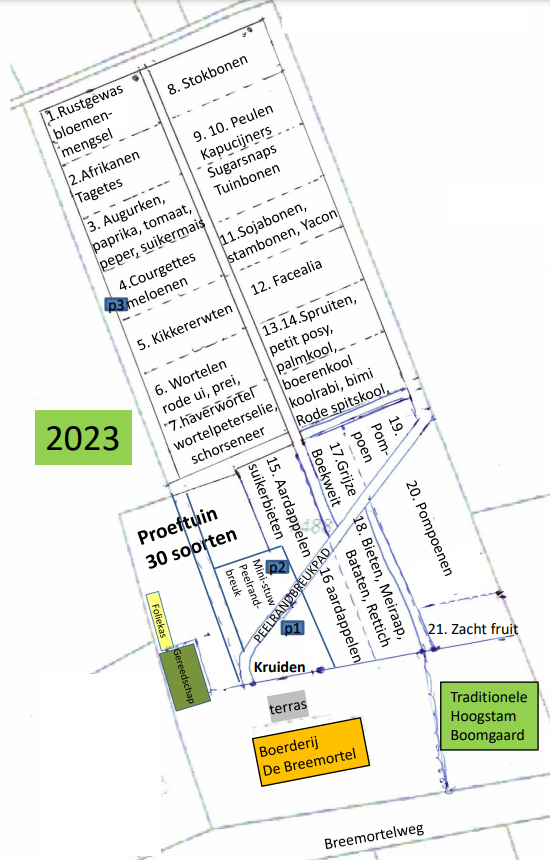 1.Rustgewas
bloemen-
mengsel
2.Afrikanen
Tagetes
3. Augurken,
paprika, tomaat,
peper, suikermais
4.Courgettes
meloenen
p3
5. Kikkererwten
6. Wortelen
rode ui, prei,
7.haverwortel
wortelpeterselie,
schorseneer
8. Stokbonen
9. 10. Peulen
Kapucijners
Sugarsnaps
Tuinbonen
11.Sojabonen,
stambonen, Yacon
12. Facealia
13.14.Spruiten,
petit posy,
palmkool,
boerenkool
koolrabi, bimi
Rode spitskool,
2023
Proeftuin
30 soorten
15. Aardappelen
suikerbieten
17.Grijze
Boekweit
19.
Pom-
poen
20. Pompoenen
488
18. Bieten, Meiraap,
Bataten, Rettich
16 aardappelen
PEELRANDBREUKPAD
p2
Mini-stuw
Peelrand-
breuk
p1
Kruiden
Foliekas
Gereedschap
21. Zacht fruit
terras
Boerderij
De Breemortel
Traditionele
Hoogstam
Boomgaard
Breemortelweg